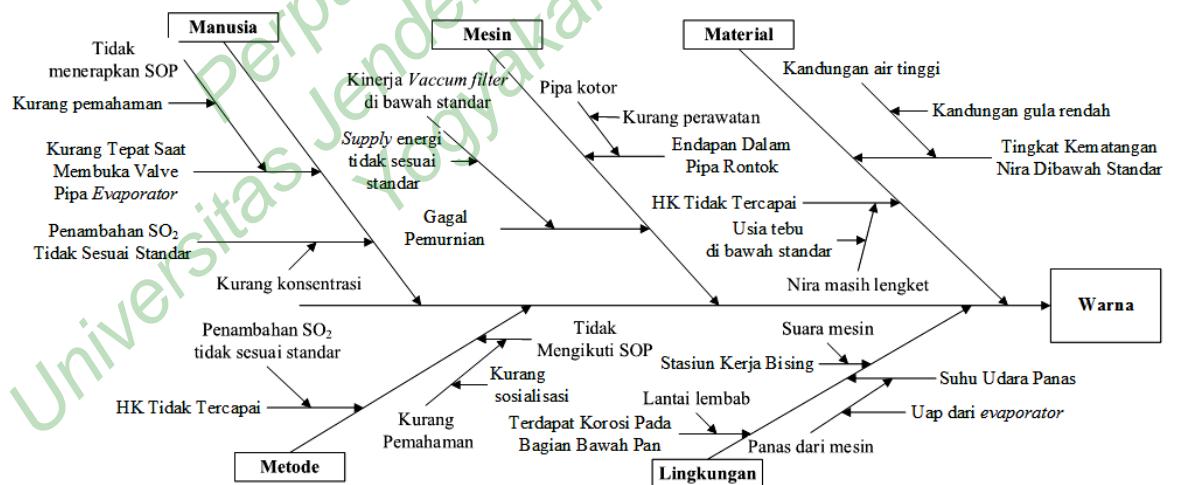 Manusia
Mesin
Material
Tidak
menerapkan SOP
Kurang pemahaman
Kurang Tepat Saat
Membuka Valve
Pipa Evaporator
Penambahan SO₂
Tidak Sesuai Standar
Kurang konsentrasi
Kinerja Vaccum filter
di bawah standar
Supply energi
tidak sesuai
standar
Gagal
Pemurnian
Pipa kotor
Kurang perawatan
Endapan Dalam
Pipa Rontok
Kandungan air tinggi
Kandungan gula rendah
Tingkat Kematangan
Nira Dibawah Standar
HK Tidak Tercapai
Usia tebu
di bawah standar
Nira masih lengket
Warna
Penambahan SO₂
tidak sesuai standar
HK Tidak Tercapai
Tidak
Mengikuti SOP
Kurang
sosialisasi
Kurang
Pemahaman
Suara mesin
Stasiun Kerja Bising
Suhu Udara Panas
Uap dari evaporator
Panas dari mesin
Lantai lembab
Terdapat Korosi Pada
Bagian Bawah Pan
Metode
Lingkungan
Universitas Jender
Yogyaka